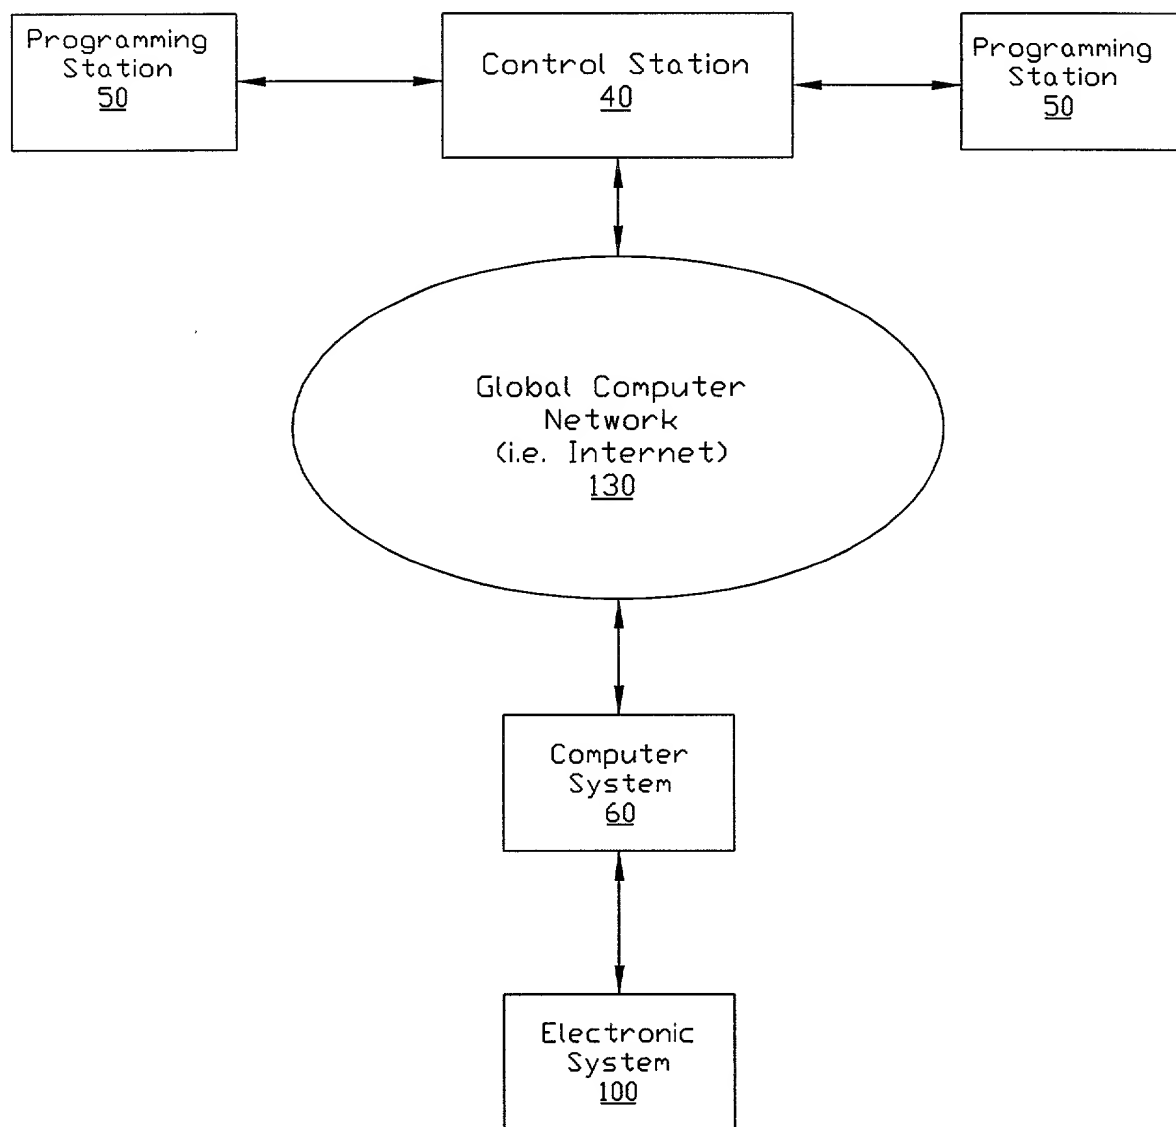 Programming
Station
50
Control Station
40
Programming
Station
50
Global Computer
Network
(i.e. Internet)
130
Computer
System
60
Electronic
System
100